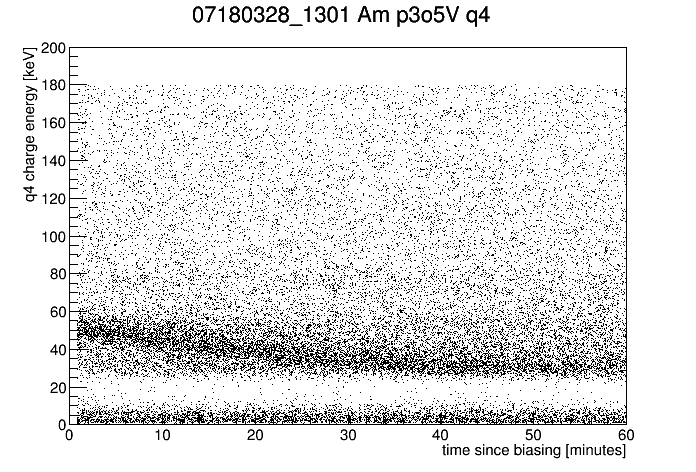 07180328_1301 Am p3o5V q4
q4 charge energy [keV]
200
180
160
140
120
100
80
60
40
20
0
0 10 20 30 40 50 60
time since biasing [minutes]